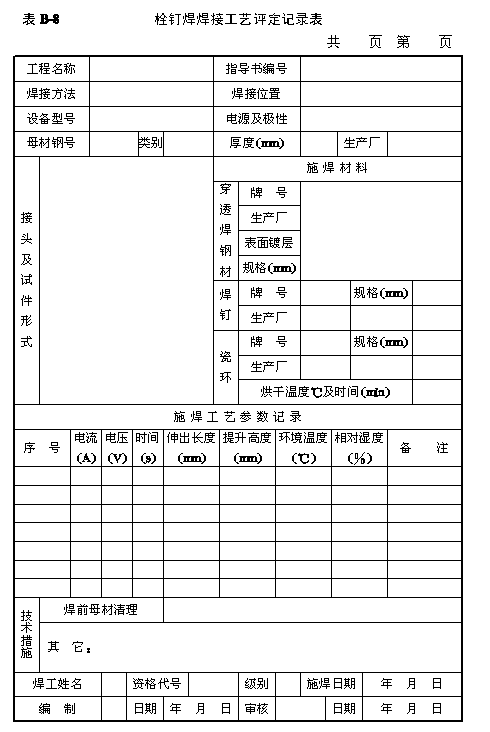 表 B-8 栓钉焊焊接工艺评定记录表
共 页 第 页
工程名称 指导书编号
焊接方法 焊接位置
设备型号 电源及极性
母材钢号 类别 厚度(mm) 生产厂
接头及试件形式 施焊材料
穿透焊钢材 牌 号
生产厂
表面镀层
规格(mm)
焊钉 牌 号 规格(mm)
生产厂
瓷环 牌 号 规格(mm)
生产厂
烘干温度℃及时间(min)
施焊工艺参数记录
序 号 电流(A) 电压(V) 时间(s) 伸出长度(mm) 提升高度(mm) 环境温度(℃) 相对湿度(%) 备 注
技术措施 焊前母材清理
其 它:
焊工姓名 资格代号 级别 施焊日期 年 月 日
编 制 日期 年 月 日 审核 日期 年 月 日